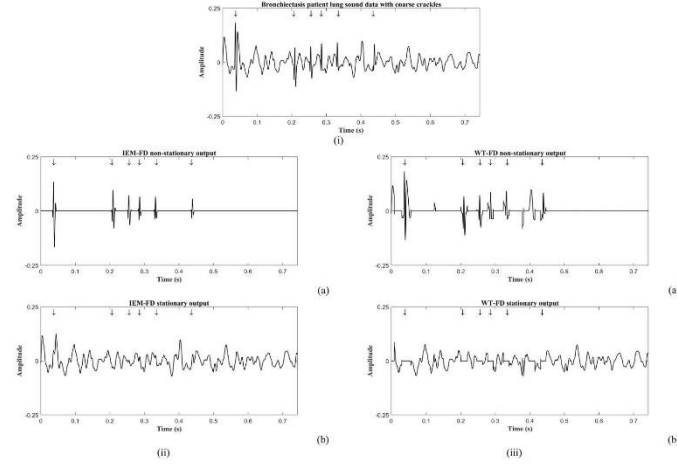 Bronchiectasis patient lung sound data with coarse crackles
0.25
Amplitude
0
-0.25
0 0.1 0.2 0.3 0.4 0.5 0.6 0.7
Time (s)
(i)
IEM-FD non-stationary output
0.25
Amplitude
0
-0.25
0 0.1 0.2 0.3 0.4 0.5 0.6 0.7
Time (s)
(a)
WT-FD non-stationary output
0.25
Amplitude
0
-0.25
0 0.1 0.2 0.3 0.4 0.5 0.6 0.7
Time (s)
(a
IEM-FD stationary output
0.25
Amplitude
0
-0.25
0 0.1 0.2 0.3 0.4 0.5 0.6 0.7
Time (s)
(b)
(ii)
WT-FD stationary output
0.25
Amplitude
0
-0.25
0 0.1 0.2 0.3 0.4 0.5 0.6 0.7
Time (s)
(b
(iii)